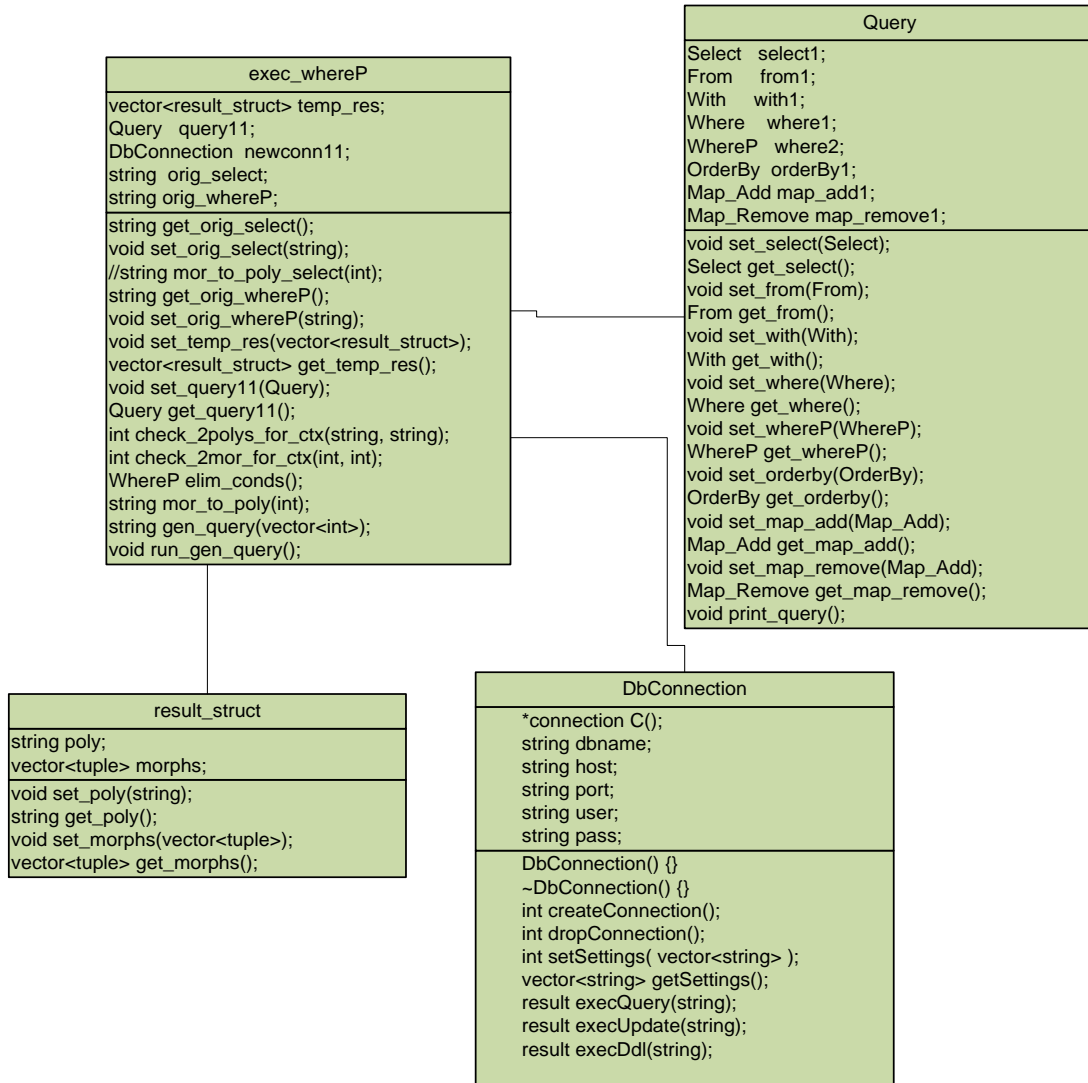 exec_whereP
vector<result_struct> temp_res;
Query query11;
DbConnection newconn11;
string orig_select;
string orig_whereP;
string get_orig_select();
void set_orig_select(string);
//string mor_to_poly_select(int);
string get_orig_whereP();
void set_orig_whereP(string);
void set_temp_res(vector<result_struct>);
vector<result_struct> get_temp_res();
void set_query11(Query);
Query get_query11();
int check_2polys_for_ctx(string, string);
int check_2mor_for_ctx(int, int);
WhereP elim_conds();
string mor_to_poly(int);
string gen_query(vector<int>);
void run_gen_query();
Query
Select select1;
From from1;
With with1;
Where where1;
WhereP where2;
OrderBy orderBy1;
Map_Add map_add1;
Map_Remove map_remove1;
void set_select(Select);
Select get_select();
void set_from(From);
From get_from();
void set_with(With);
With get_with();
void set_where(Where);
Where get_where();
void set_whereP(WhereP);
WhereP get_whereP();
void set_orderby(OrderBy);
OrderBy get_orderby();
void set_map_add(Map_Add);
Map_Add get_map_add();
void set_map_remove(Map_Add);
Map_Remove get_map_remove();
void print_query();
result_struct
string poly;
vector<tuple> morphs;
void set_poly(string);
string get_poly();
void set_morphs(vector<tuple>);
vector<tuple> get_morphs();
DbConnection
*connection C();
string dbname;
string host;
string port;
string user;
string pass;
DbConnection() {}
~DbConnection() {}
int createConnection();
int dropConnection();
int setSettings( vector<string> );
vector<string> getSettings();
result execQuery(string);
result execUpdate(string);
result execDdl(string);